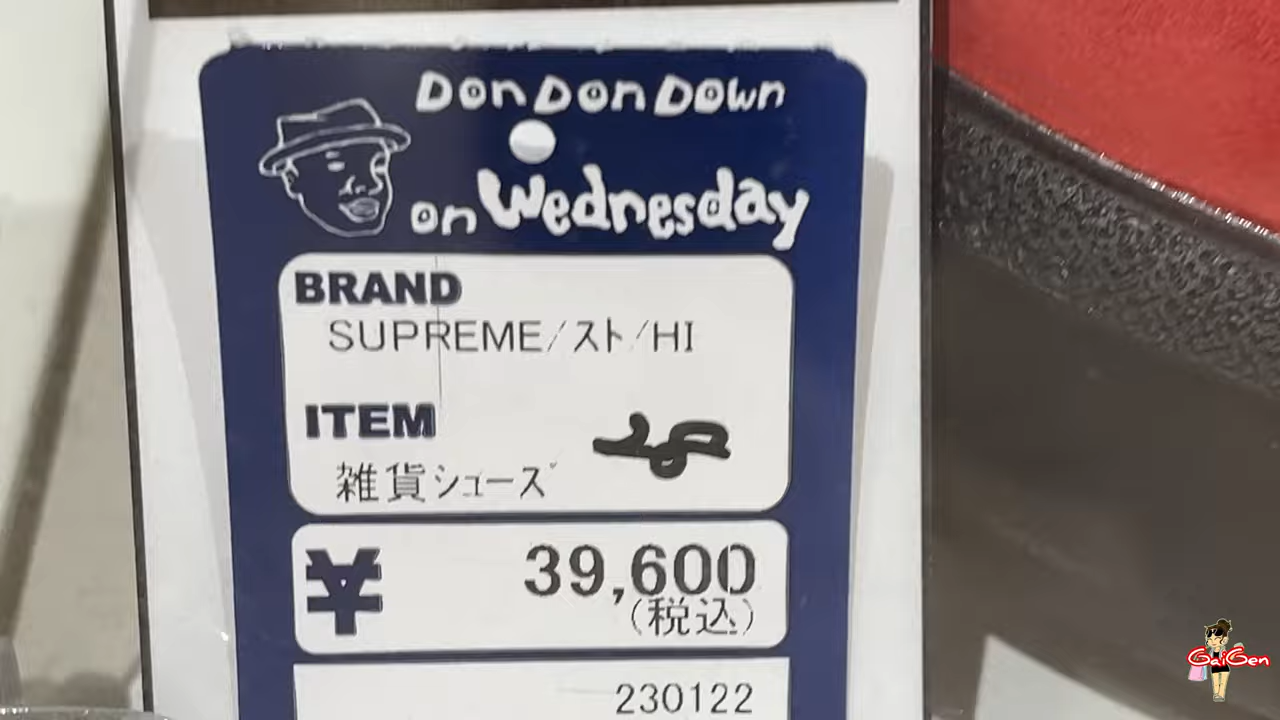 Don Don Down
on Wednesday
BRAND
SUPREME/スト/HI
ITEM
雑貨シューズ
¥ 39,600
(税込)
230122
GaiGen